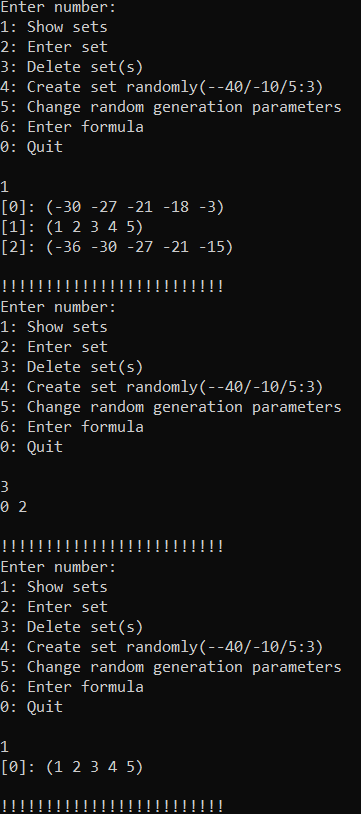 Enter number:
1: Show sets
2: Enter set
3: Delete set(s)
4: Create set randomly(--40/-10/5:3)
5: Change random generation parameters
6: Enter formula
0: Quit
1
[0]: (-30 -27 -21 -18 -3)
[1]: (1 2 3 4 5)
[2]: (-36 -30 -27 -21 -15)
!!!!!!!!!!!!!!!!!!!!!!!!!
Enter number:
1: Show sets
2: Enter set
3: Delete set(s)
4: Create set randomly(--40/-10/5:3)
5: Change random generation parameters
6: Enter formula
0: Quit
3
0 2
!!!!!!!!!!!!!!!!!!!!!!!!!
Enter number:
1: Show sets
2: Enter set
3: Delete set(s)
4: Create set randomly(--40/-10/5:3)
5: Change random generation parameters
6: Enter formula
0: Quit
1
[0]: (1 2 3 4 5)
!!!!!!!!!!!!!!!!!!!!!!!!!